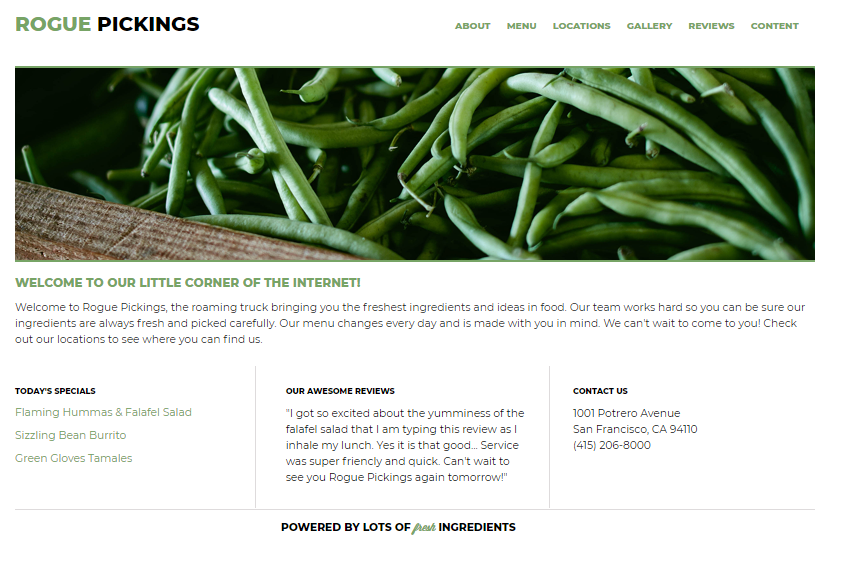 ROGUE PICKINGS
ABOUT MENU LOCATIONS GALLERY REVIEWS CONTENT
WELCOME TO OUR LITTLE CORNER OF THE INTERNET!
Welcome to Rogue Pickings, the roaming truck bringing you the freshest ingredients and ideas in food. Our team works hard so you can be sure our
ingredients are always fresh and picked carefully. Our menu changes every day and is made with you in mind. We can't wait to come to you! Check
out our locations to see where you can find us.
TODAY'S SPECIALS
Flaming Hummas & Falafel Salad
Sizzling Bean Burrito
Green Gloves Tamales
OUR AWESOME REVIEWS
"I got so excited about the yumminess of the
falafel salad that I am typing this review as I
inhale my lunch. Yes it is that good... Service
was super friencly and quick. Can't wait to
see you Rogue Pickings again tomorrow!"
CONTACT US
1001 Potrero Avenue
San Francisco, CA 94110
(415) 206-8000
POWERED BY LOTS OF fresh INGREDIENTS